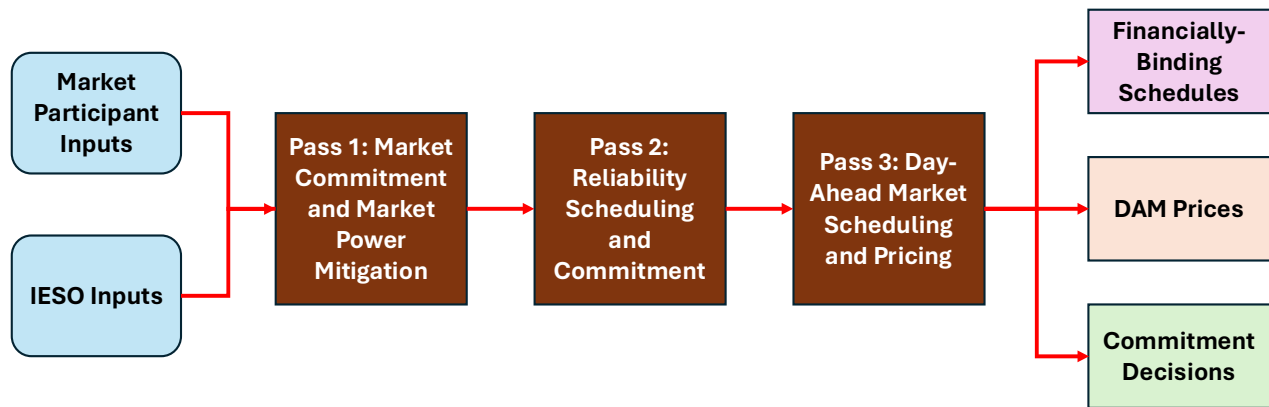 Market
Participant
Inputs
IESO Inputs
Pass 1: Market
Commitment
and Market
Power
Mitigation
Pass 2:
Reliability
Scheduling
and
Commitment
Pass 3: Day-
Ahead Market
Scheduling
and Pricing
Financially-
Binding
Schedules
DAM Prices
Commitment
Decisions